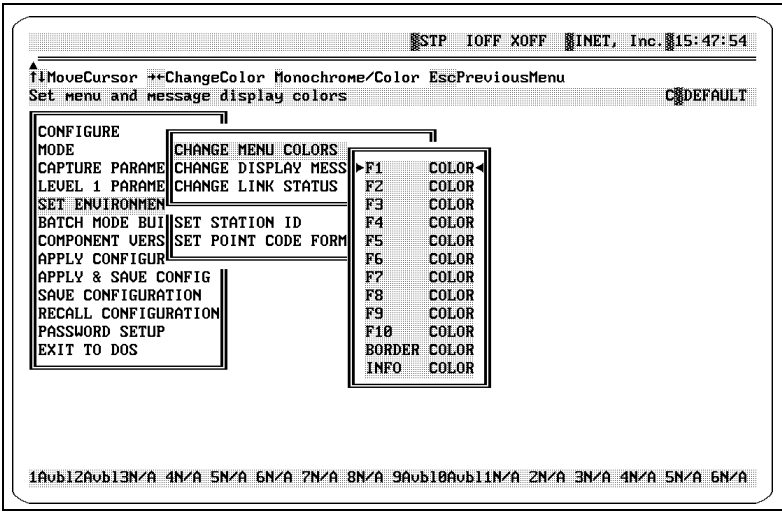 STP IOFF XOFF INET, Inc. 15:47:54
↑↓MoveCursor →←ChangeColor Monochrome/Color EscPreviousMenu
Set menu and message display colors C DEFAULT
CONFIGURE
MODE
CAPTURE PARAME
LEVEL 1 PARAME
SET ENVIRONMEN
BATCH MODE BUI
COMPONENT VERS
APPLY CONFIGUR
APPLY & SAVE CONFIG
SAVE CONFIGURATION
RECALL CONFIGURATION
PASSWORD SETUP
EXIT TO DOS
CHANGE MENU COLORS
CHANGE DISPLAY MESS
CHANGE LINK STATUS
SET STATION ID
SET POINT CODE FORM
F1 COLOR
F2 COLOR
F3 COLOR
F4 COLOR
F5 COLOR
F6 COLOR
F7 COLOR
F8 COLOR
F9 COLOR
F10 COLOR
BORDER COLOR
INFO COLOR
1Avbl2Avbl3N/A 4N/A 5N/A 6N/A 7N/A 8N/A 9Avbl0Avbl1N/A 2N/A 3N/A 4N/A 5N/A 6N/A